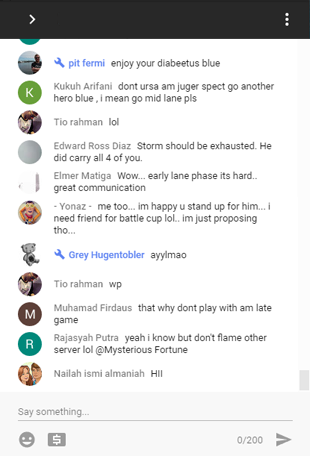 pit fermi enjoy your diabeetus blue
Kukuh Arifani dont ursa am juger spect go another
hero blue , i mean go mid lane pls
Tio rahman lol
Edward Ross Diaz Storm should be exhausted. He
did carry all 4 of you.
Elmer Matiga Wow... early lane phase its hard..
great communication
- Yonaz - me too... im happy u stand up for him... i
need friend for battle cup lol.. im just proposing
tho...
Grey Hugentobler ayylmao
Tio rahman wp
M Muhamad Firdaus that why dont play with am late
game
R Rajasyah Putra yeah i know but don't flame other
server lol @Mysterious Fortune
Nailah ismi almaniah HII
Say something...
0/200